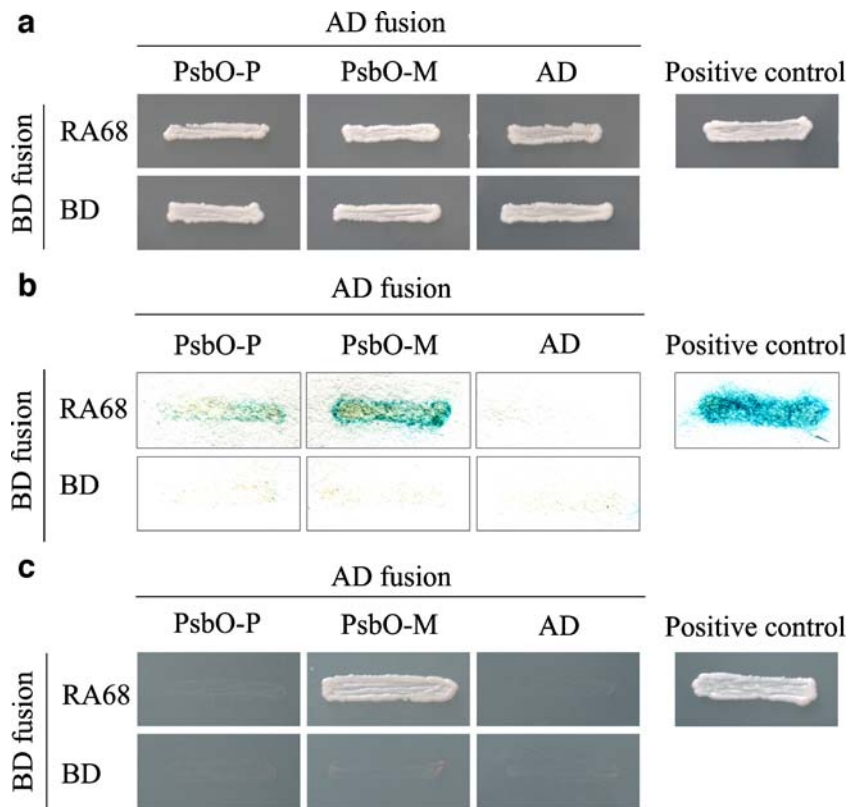 a
AD fusion
PsbO-P PsbO-M AD Positive control
BD fusion
RA68
BD
b
AD fusion
PsbO-P PsbO-M AD Positive control
BD fusion
RA68
BD
c
AD fusion
PsbO-P PsbO-M AD Positive control
BD fusion
RA68
BD